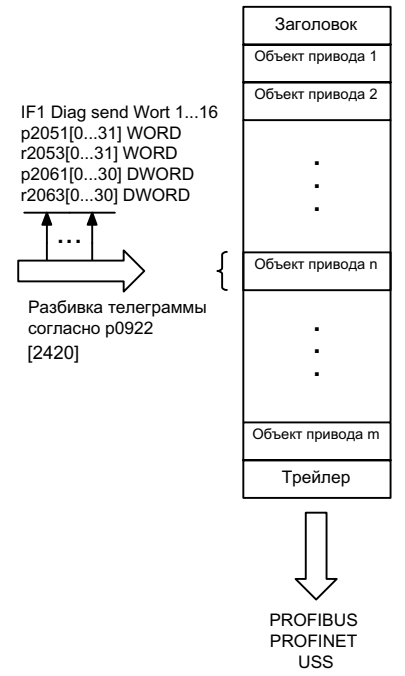 Заголовок
Объект привода 1
Объект привода 2
IF1 Diag send Wort 1...16
p2051[0...31] WORD
r2053[0...31] WORD
p2061[0...30] DWORD
r2063[0...30] DWORD
...
Объект привода n
Разбивка телеграммы
согласно p0922
[2420]
Объект привода m
Трейлер
PROFIBUS
PROFINET
USS